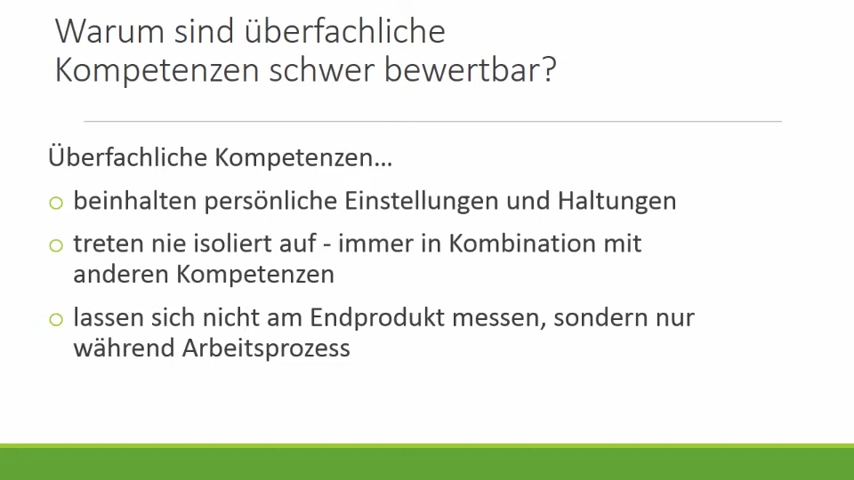 Warum sind überfachliche
Kompetenzen schwer bewertbar?
Überfachliche Kompetenzen...
beinhalten persönliche Einstellungen und Haltungen
treten nie isoliert auf - immer in Kombination mit
anderen Kompetenzen
lassen sich nicht am Endprodukt messen, sondern nur
während Arbeitsprozess